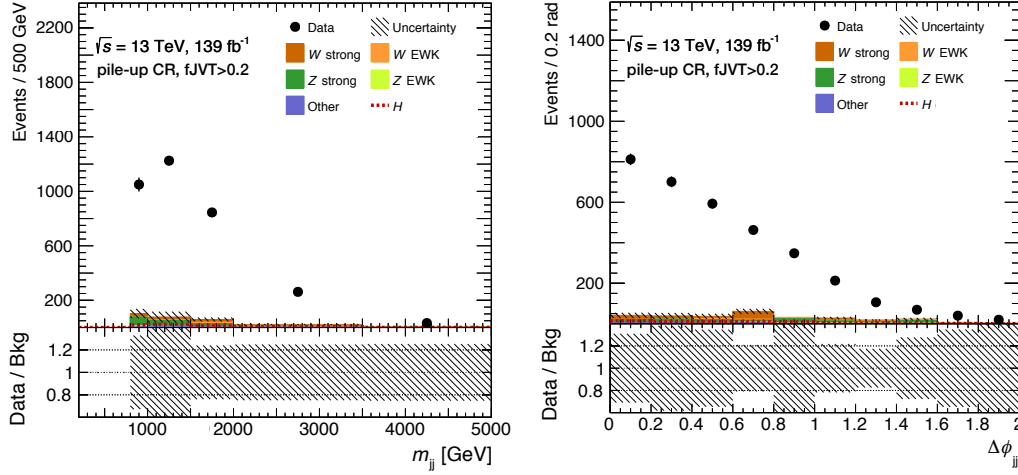 Events / 500 GeV
2200
1800
1400
1000
600
200
√s = 13 TeV, 139 fb⁻¹
pile-up CR, fJVT>0.2
Data
Uncertainty
W strong
W EWK
Z strong
Z EWK
Other
H
Data / Bkg
1.2
1
0.8
1000 2000 3000 4000 5000
m_jj [GeV]
Events / 0.2 rad
1400
1000
600
200
√s = 13 TeV, 139 fb⁻¹
pile-up CR, fJVT>0.2
Data
Uncertainty
W strong
W EWK
Z strong
Z EWK
Other
H
Data / Bkg
1.2
1
0.8
0 0.2 0.4 0.6 0.8 1 1.2 1.4 1.6 1.8 2
Δϕ_jj